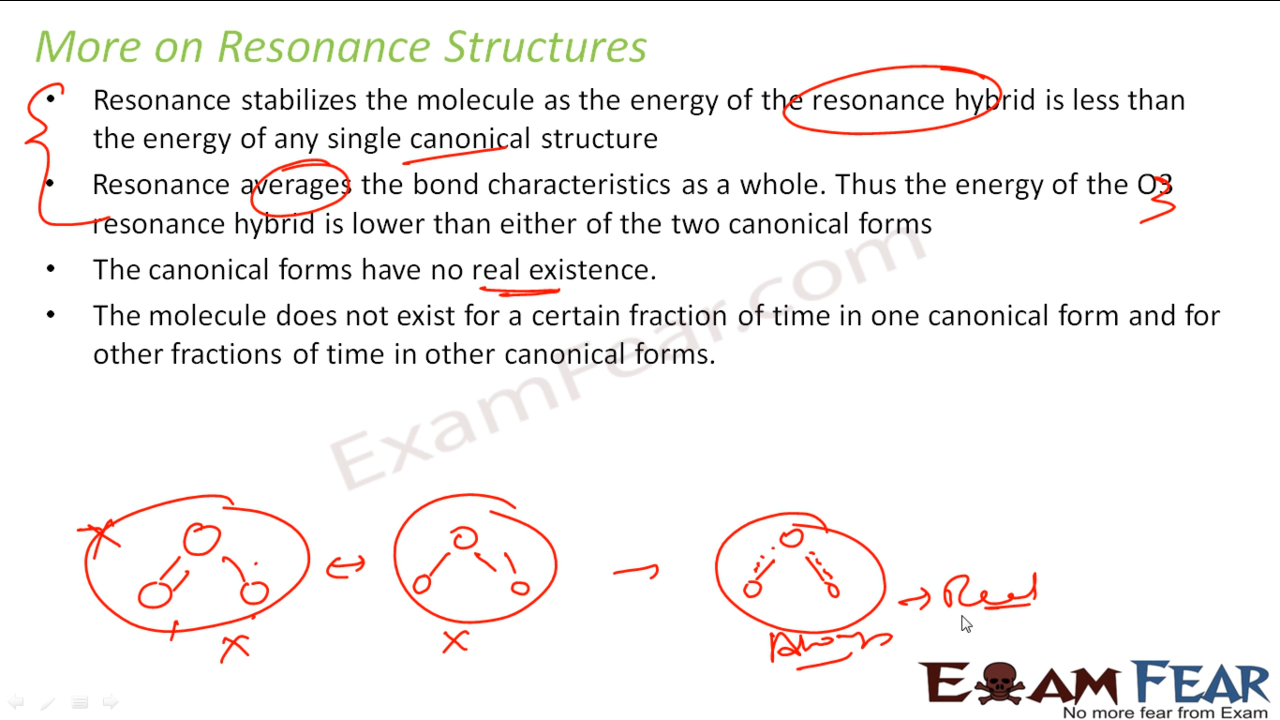 More on Resonance Structures
• Resonance stabilizes the molecule as the energy of the resonance hybrid is less than
the energy of any single canonical structure
• Resonance averages the bond characteristics as a whole. Thus the energy of the O3
resonance hybrid is lower than either of the two canonical forms
• The canonical forms have no real existence.
• The molecule does not exist for a certain fraction of time in one canonical form and for
other fractions of time in other canonical forms.
ExamFear.com
O O O
O O O
O O O
→ Real
x x
EXAM FEAR
No more fear from Exam